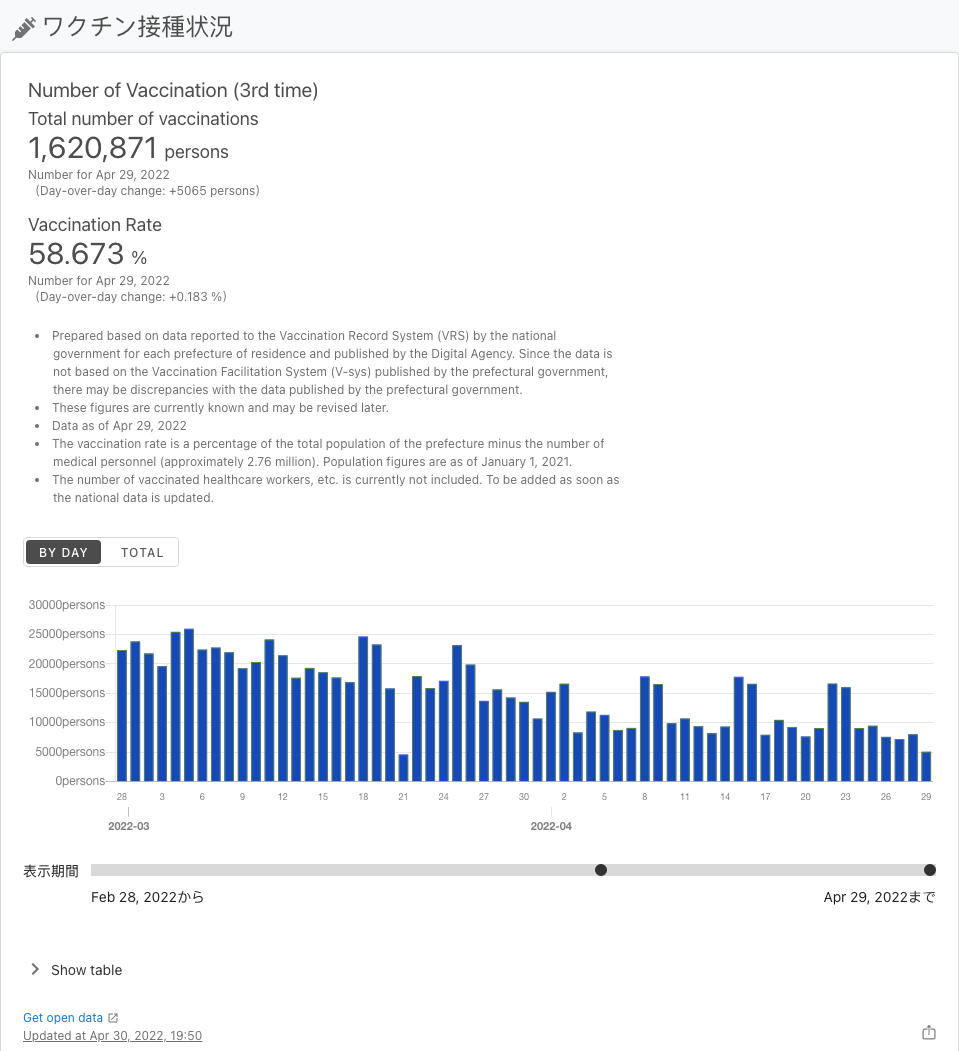 ワクチン接種状況
Number of Vaccination (3rd time)
Total number of vaccinations
1,620,871 persons
Number for Apr 29, 2022
(Day-over-day change: +5065 persons)
Vaccination Rate
58.673 %
Number for Apr 29, 2022
(Day-over-day change: +0.183 %)
• Prepared based on data reported to the Vaccination Record System (VRS) by the national
government for each prefecture of residence and published by the Digital Agency. Since the data is
not based on the Vaccination Facilitation System (V-sys) published by the prefectural government,
there may be discrepancies with the data published by the prefectural government.
• These figures are currently known and may be revised later.
• Data as of Apr 29, 2022
• The vaccination rate is a percentage of the total population of the prefecture minus the number of
medical personnel (approximately 2.76 million). Population figures are as of January 1, 2021.
• The number of vaccinated healthcare workers, etc. is currently not included. To be added as soon as
the national data is updated.
BY DAY TOTAL
30000persons
25000persons
20000persons
15000persons
10000persons
5000persons
0persons
28 3 6 9 12 15 18 21 24 27 30 2 5 8 11 14 17 20 23 26 29
2022-03 2022-04
表示期間
Feb 28, 2022から Apr 29, 2022まで
Show table
Get open data
Updated at Apr 30, 2022, 19:50